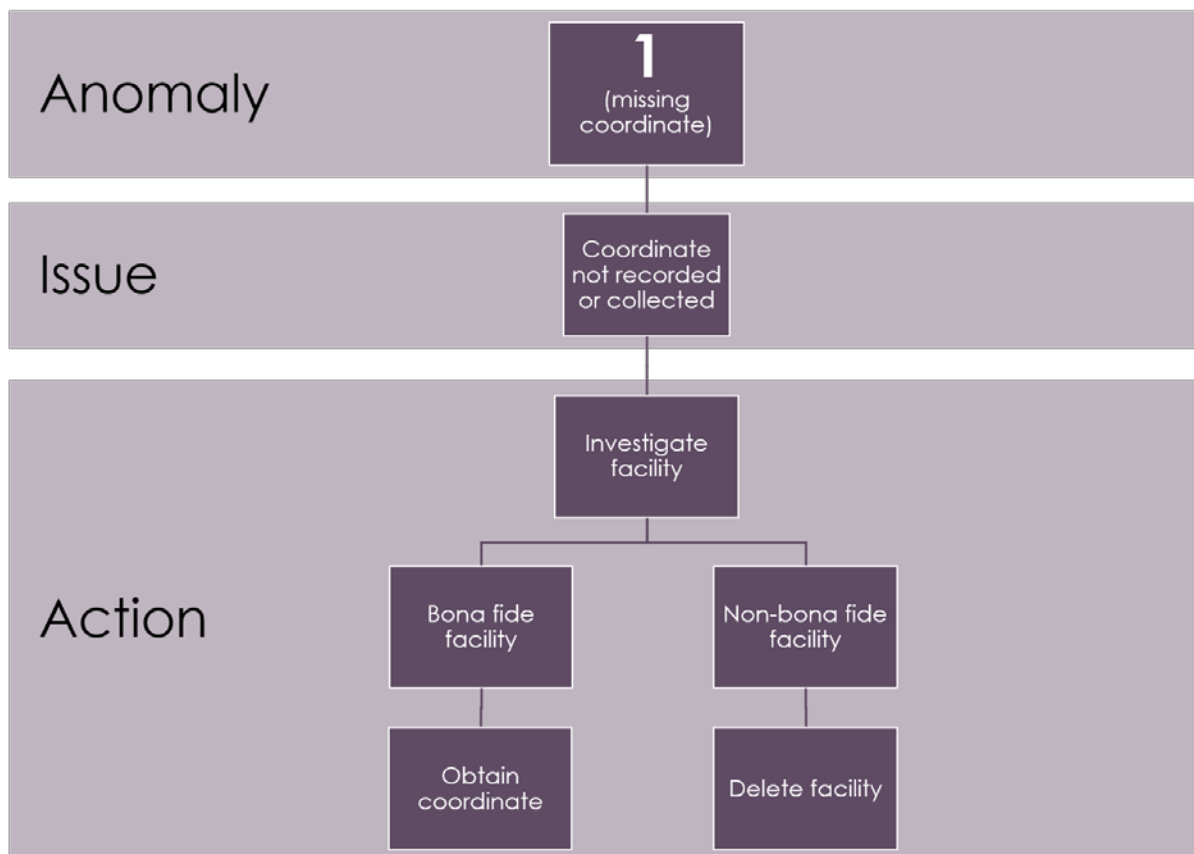 Anomaly
1
(missing
coordinate)
Issue
Coordinate
not recorded
or collected
Action
Investigate
facility
Bona fide
facility
Non-bona fide
facility
Obtain
coordinate
Delete facility